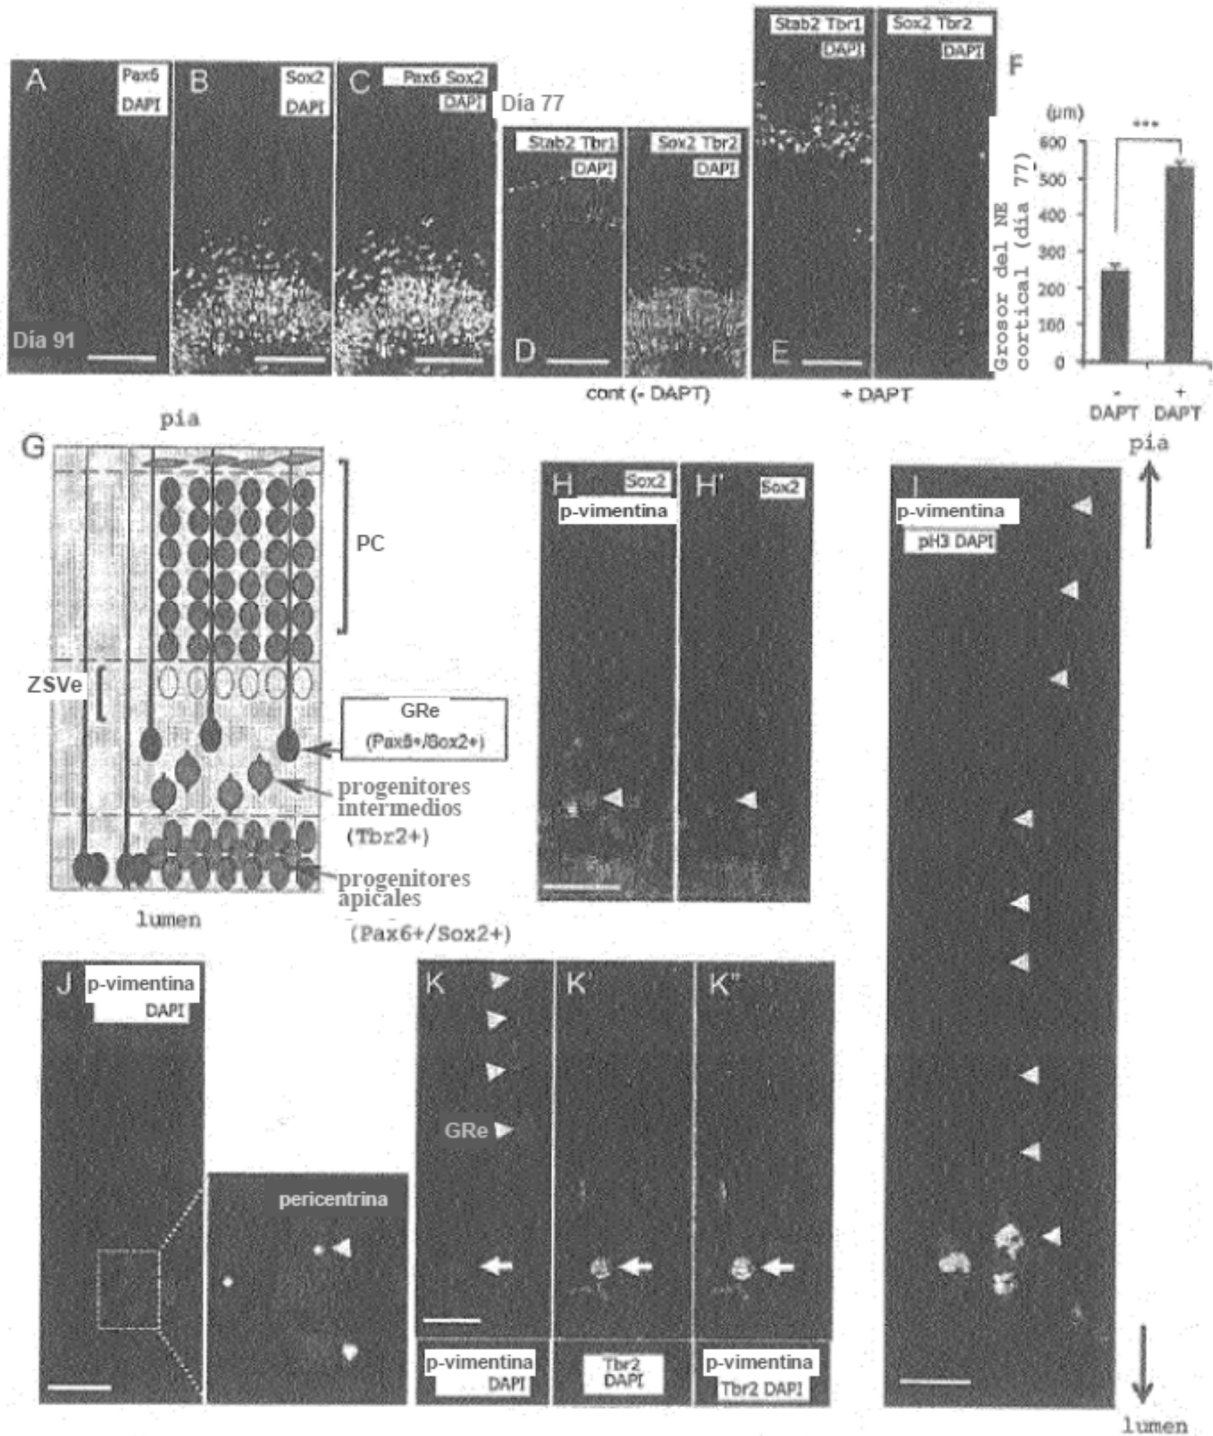 A
Pax6
DAPI
Día 91
B
Sox2
DAPI
C
Pax6 Sox2
DAPI
Día 77
Stab2 Tbr1
DAPI
D
Sox2 Tbr2
DAPI
cont (- DAPT)
Stab2 Tbr1
DAPI
E
Sox2 Tbr2
DAPI
+ DAPT
F
(μm)
***
Grosor del NE
cortical (día 77)
600
500
400
300
200
100
0
-
DAPT
+
DAPT
G
pia
PC
ZSVe
GRe
(Pax6+/Sox2+)
progenitores
intermedios
(Tbr2+)
progenitores
apicales
(Pax6+/Sox2+)
lumen
H
Sox2
p-vimentina
H'
Sox2
I
p-vimentina
pH3 DAPI
pia
lumen
J
p-vimentina
DAPI
pericentrina
K
GRe
p-vimentina
DAPI
K'
Tbr2
DAPI
K"
p-vimentina
Tbr2 DAPI